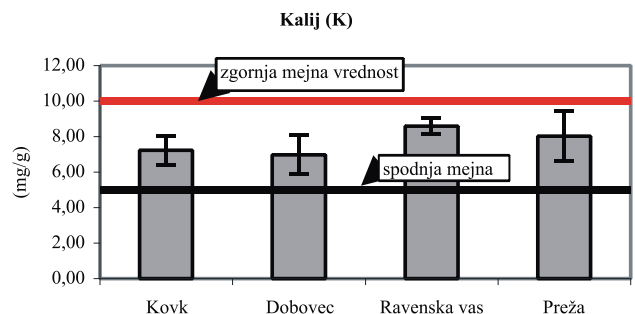 Kalij (K)
12,00
10,00
8,00
6,00
4,00
2,00
0,00
(mg/g)
zgornja mejna vrednost
spodnja mejna
Kovk
Dobovec
Ravenska vas
Preža